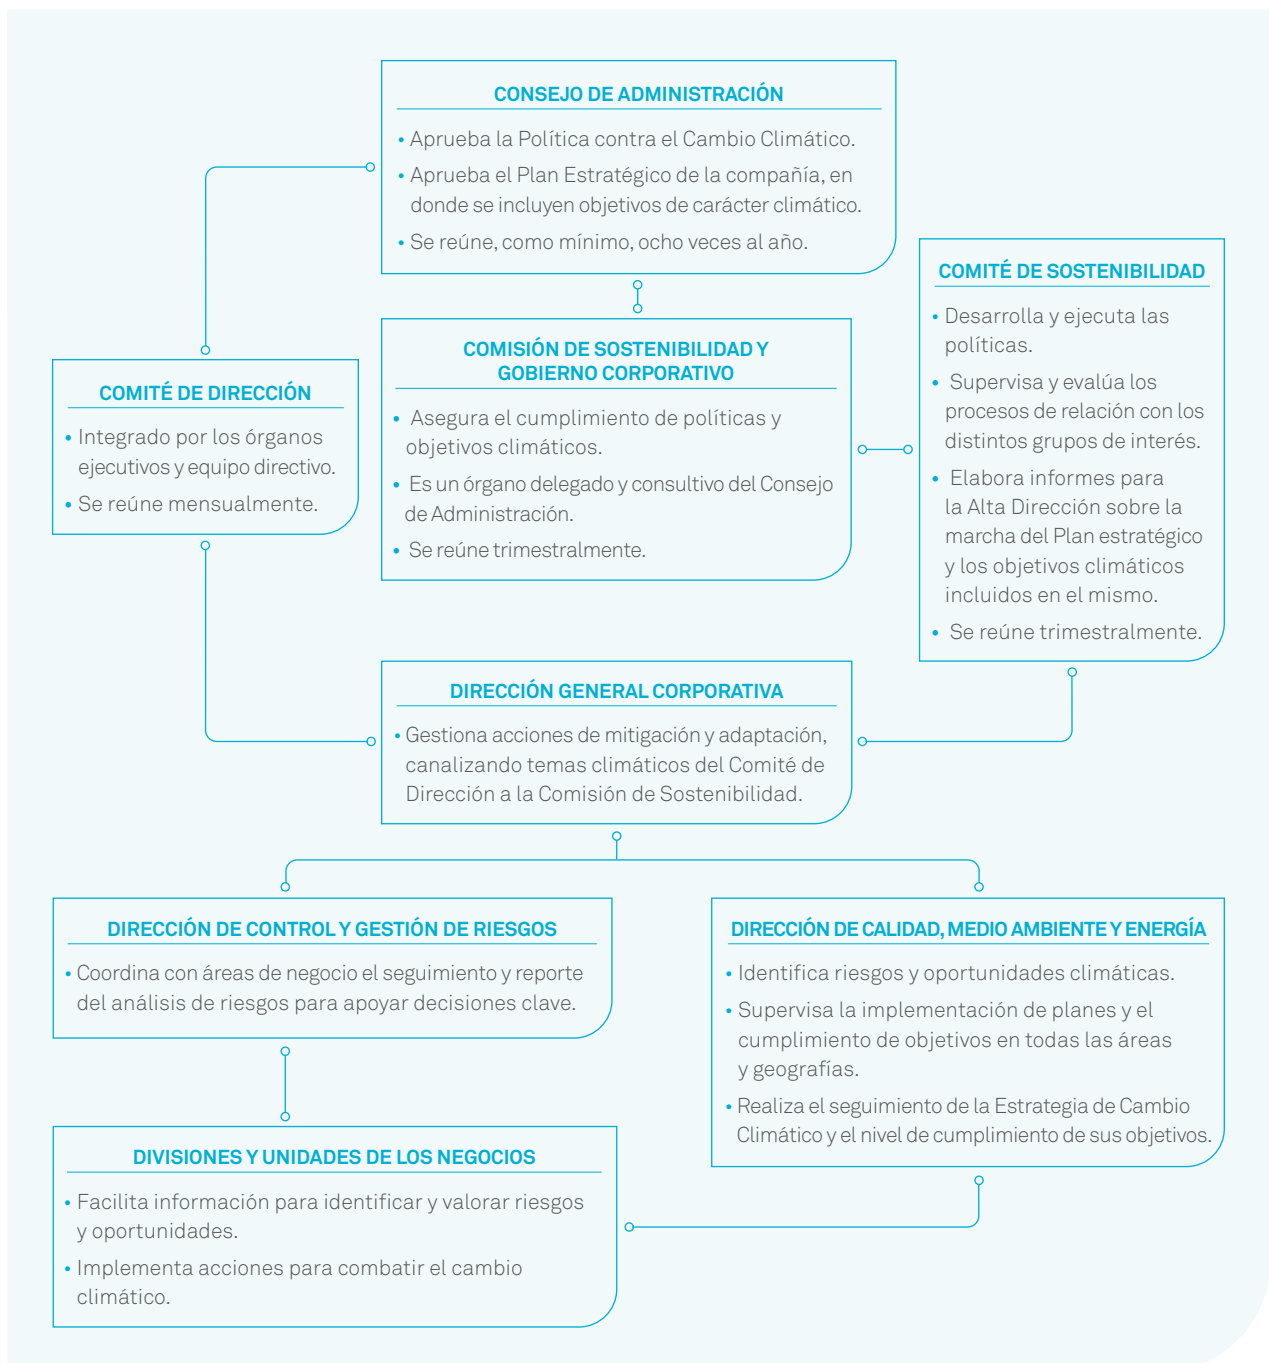 CONSEJO DE ADMINISTRACIÓN
• Aprueba la Política contra el Cambio Climático.
• Aprueba el Plan Estratégico de la compañía, en
donde se incluyen objetivos de carácter climático.
• Se reúne, como mínimo, ocho veces al año.
COMITÉ DE SOSTENIBILIDAD
• Desarrolla y ejecuta las
políticas.
• Supervisa y evalúa los
procesos de relación con los
distintos grupos de interés.
• Elabora informes para
la Alta Dirección sobre la
marcha del Plan estratégico
y los objetivos climáticos
incluidos en el mismo.
• Se reúne trimestralmente.
COMISIÓN DE SOSTENIBILIDAD Y
GOBIERNO CORPORATIVO
• Asegura el cumplimiento de políticas y
objetivos climáticos.
• Es un órgano delegado y consultivo del Consejo
de Administración.
• Se reúne trimestralmente.
COMITÉ DE DIRECCIÓN
• Integrado por los órganos
ejecutivos y equipo directivo.
• Se reúne mensualmente.
DIRECCIÓN GENERAL CORPORATIVA
• Gestiona acciones de mitigación y adaptación,
canalizando temas climáticos del Comité de
Dirección a la Comisión de Sostenibilidad.
DIRECCIÓN DE CONTROL Y GESTIÓN DE RIESGOS
• Coordina con áreas de negocio el seguimiento y reporte
del análisis de riesgos para apoyar decisiones clave.
DIRECCIÓN DE CALIDAD, MEDIO AMBIENTE Y ENERGÍA
• Identifica riesgos y oportunidades climáticas.
• Supervisa la implementación de planes y el
cumplimiento de objetivos en todas las áreas
y geografías.
• Realiza el seguimiento de la Estrategia de Cambio
Climático y el nivel de cumplimiento de sus objetivos.
DIVISIONES Y UNIDADES DE LOS NEGOCIOS
• Facilita información para identificar y valorar riesgos
y oportunidades.
• Implementa acciones para combatir el cambio
climático.